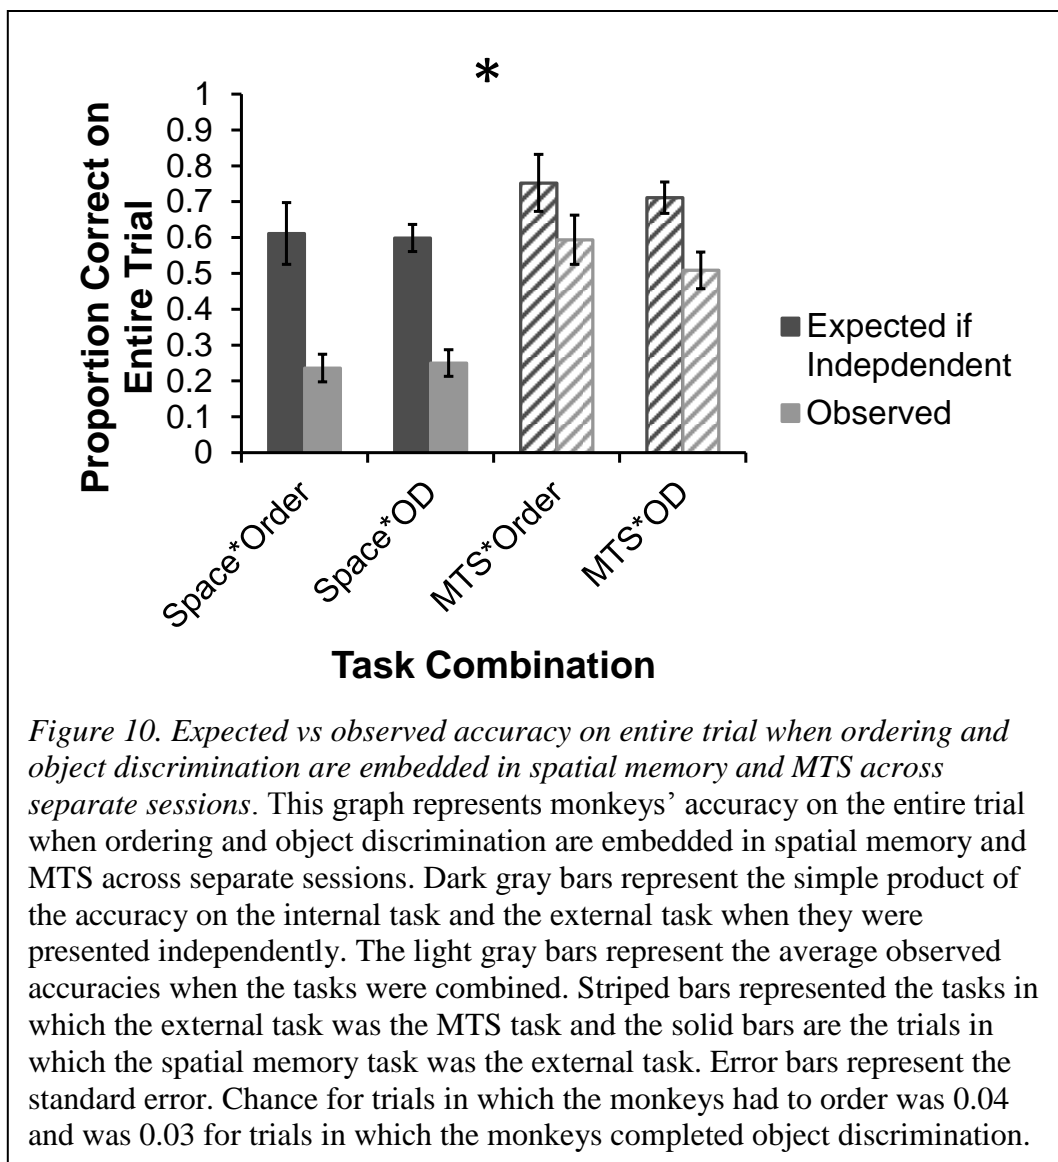 *
Proportion Correct on
Entire Trial
1
0.9
0.8
0.7
0.6
0.5
0.4
0.3
0.2
0.1
0
Expected if
Indepdendent
Observed
Space*Order
Space*OD
MTS*Order
MTS*OD
Task Combination
Figure 10. Expected vs observed accuracy on entire trial when ordering and
object discrimination are embedded in spatial memory and MTS across
separate sessions. This graph represents monkeys’ accuracy on the entire trial
when ordering and object discrimination are embedded in spatial memory and
MTS across separate sessions. Dark gray bars represent the simple product of
the accuracy on the internal task and the external task when they were
presented independently. The light gray bars represent the average observed
accuracies when the tasks were combined. Striped bars represented the tasks in
which the external task was the MTS task and the solid bars are the trials in
which the spatial memory task was the external task. Error bars represent the
standard error. Chance for trials in which the monkeys had to order was 0.04
and was 0.03 for trials in which the monkeys completed object discrimination.